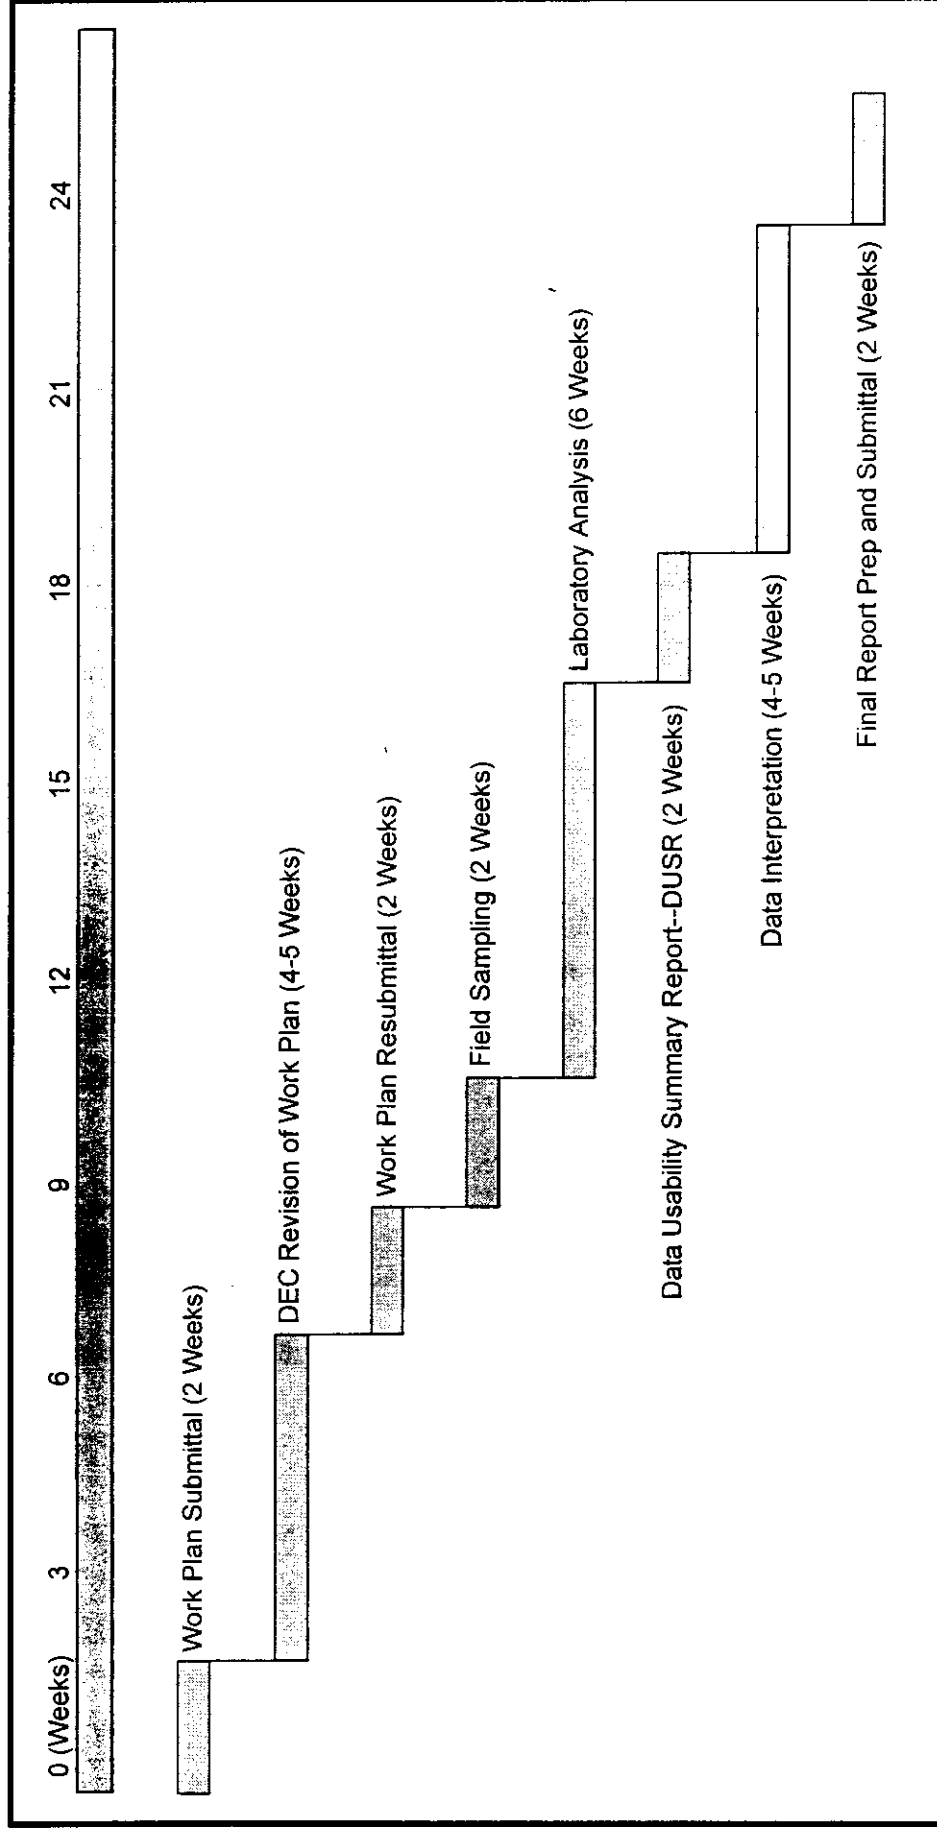 0 (Weeks) 3 6 9 12 15 18 21 24
Work Plan Submittal (2 Weeks)
DEC Revision of Work Plan (4-5 Weeks)
Work Plan Resubmittal (2 Weeks)
Field Sampling (2 Weeks)
Laboratory Analysis (6 Weeks)
Data Usability Summary Report--DUSR (2 Weeks)
Data Interpretation (4-5 Weeks)
Final Report Prep and Submittal (2 Weeks)